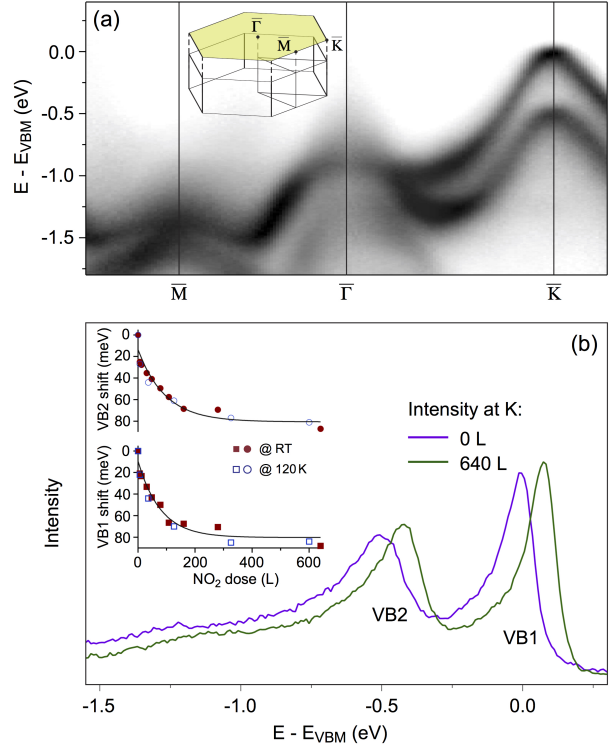 (a)
Γ̅
M̅
K̅
E - E_VBM (eV)
0.0
-0.5
-1.0
-1.5
M̅
Γ̅
K̅
(b)
VB2 shift (meV)
0
20
40
60
80
@ RT
@ 120 K
VB1 shift (meV)
0
20
40
60
80
0
200
400
600
NO₂ dose (L)
Intensity at K:
0 L
640 L
VB2
VB1
Intensity
-1.5
-1.0
-0.5
0.0
E - E_VBM (eV)